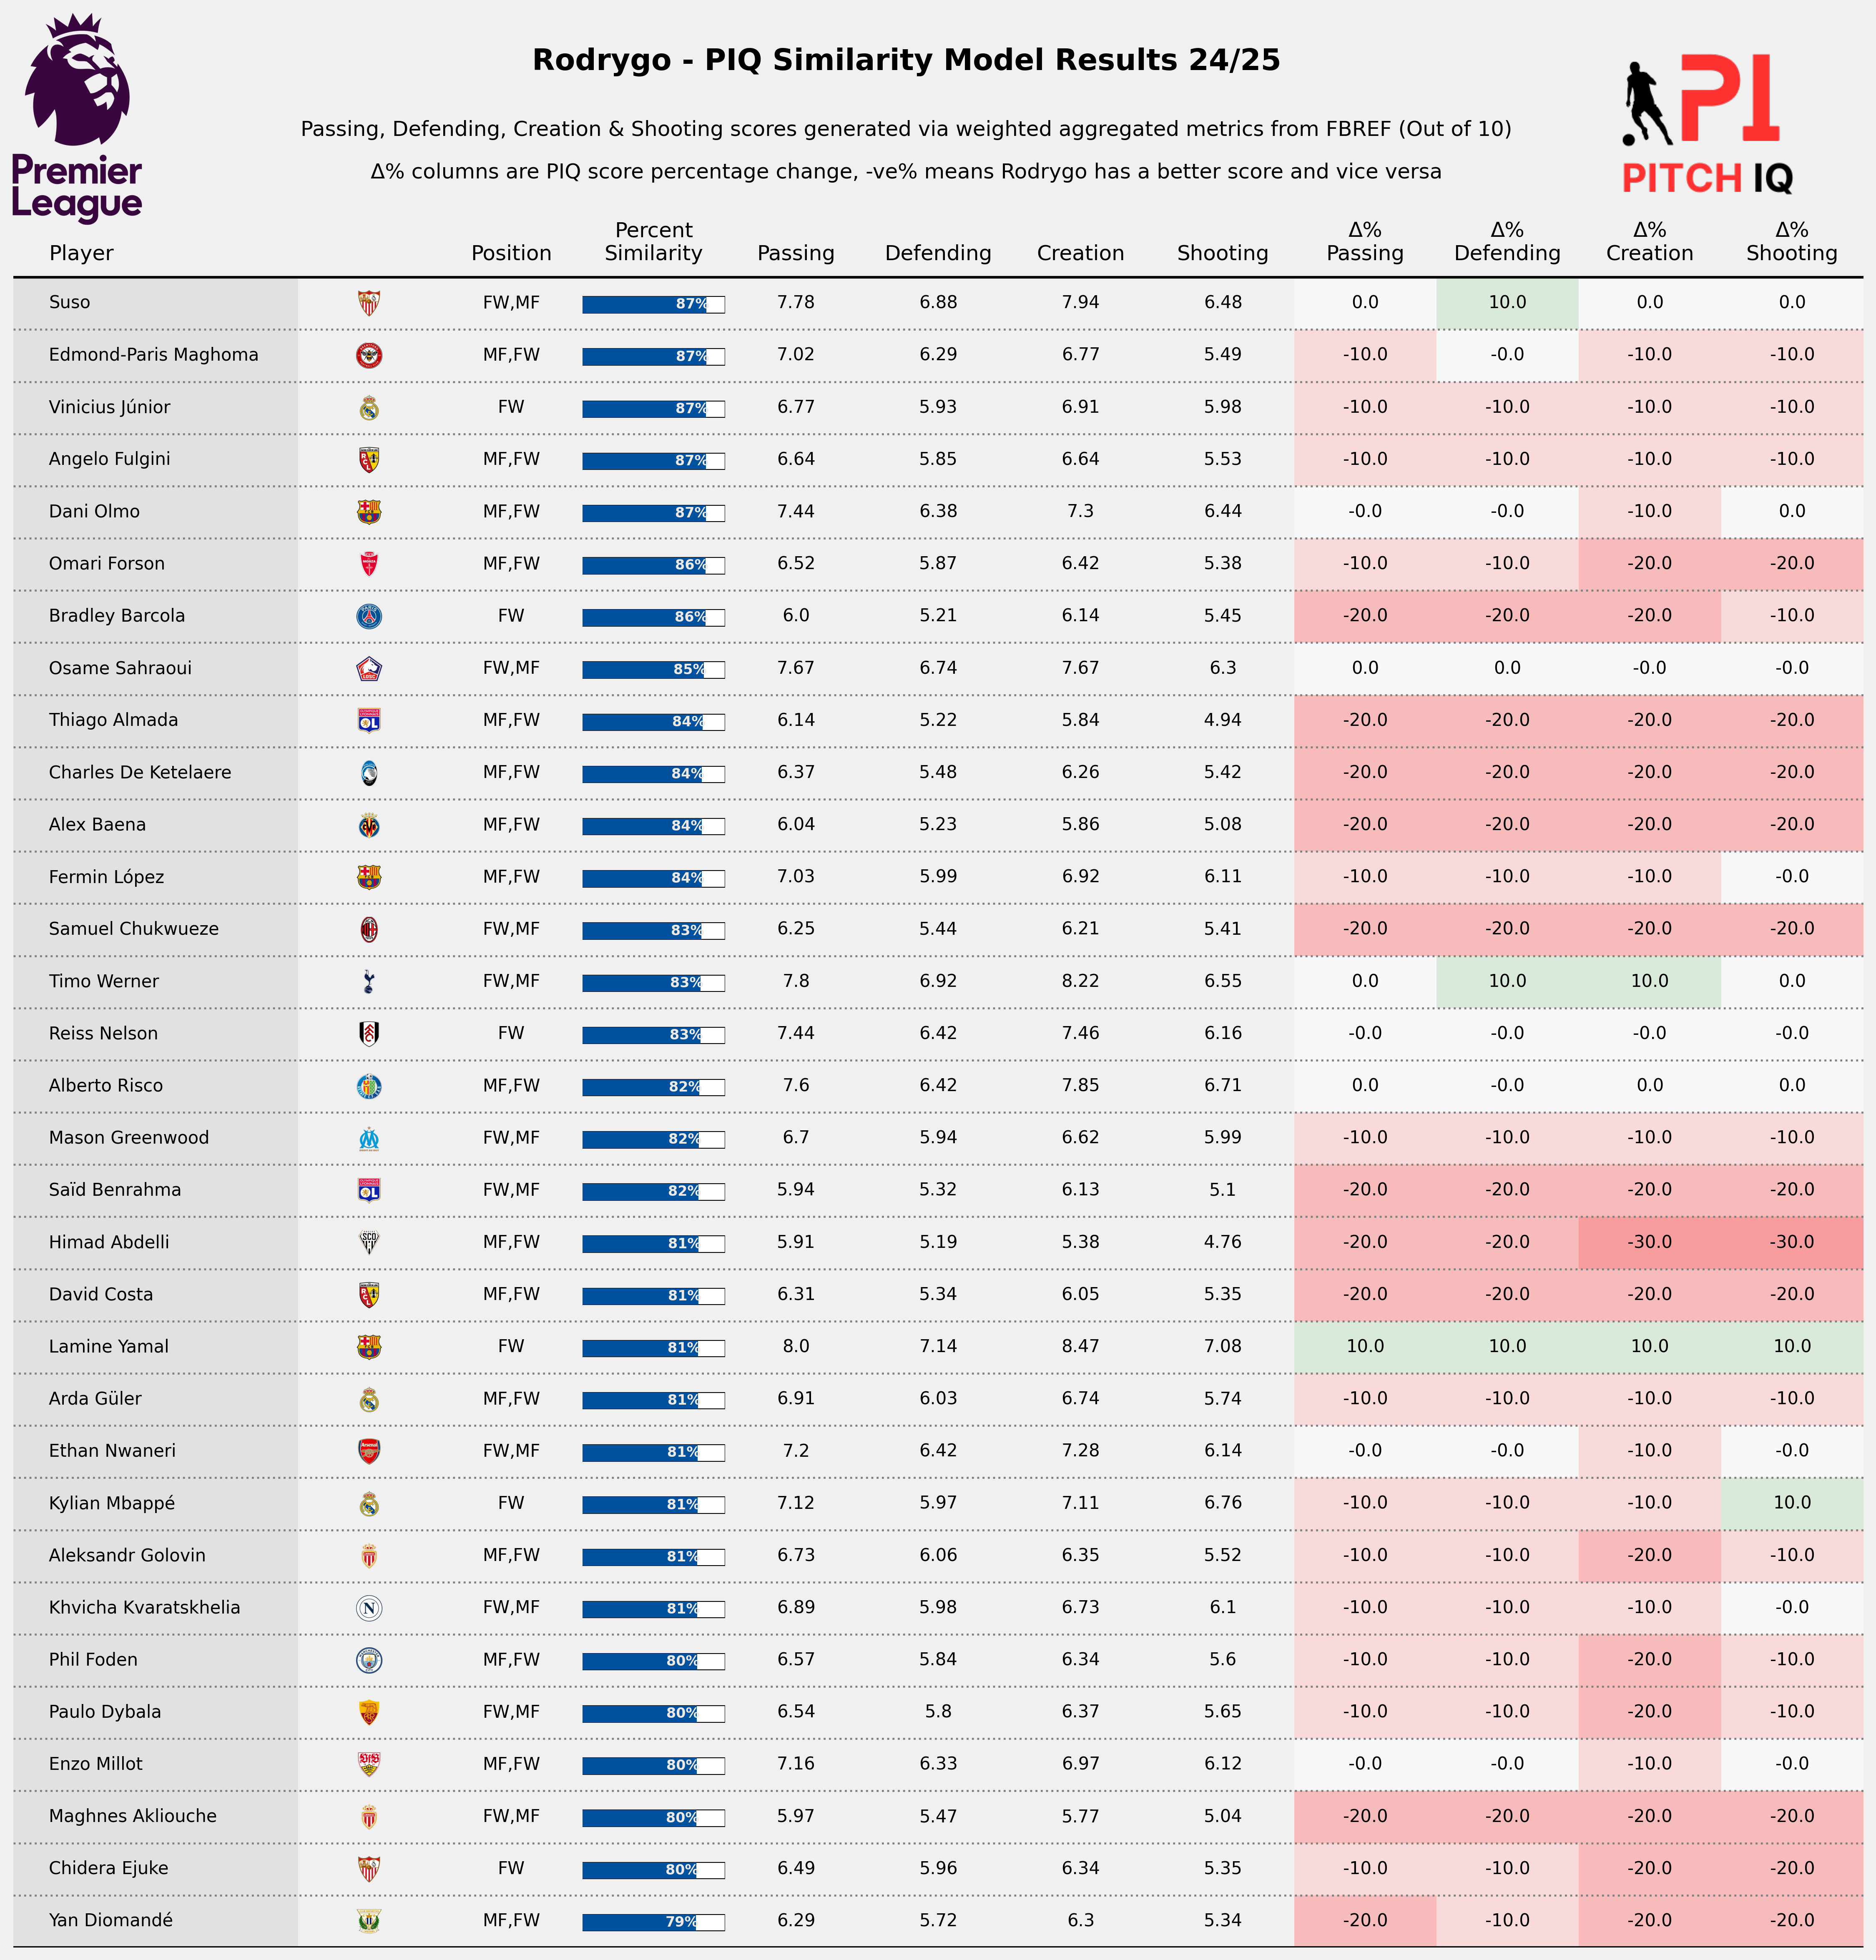 Rodrygo - PIQ Similarity Model Results 24/25
Passing, Defending, Creation & Shooting scores generated via weighted aggregated metrics from FBREF (Out of 10)
Δ% columns are PIQ score percentage change, -ve% means Rodrygo has a better score and vice versa
Premier
League
PI
PITCH IQ
Player Position Percent Similarity Passing Defending Creation Shooting Δ% Passing Δ% Defending Δ% Creation Δ% Shooting
Suso FW,MF 87% 7.78 6.88 7.94 6.48 0.0 10.0 0.0 0.0
Edmond-Paris Maghoma MF,FW 87% 7.02 6.29 6.77 5.49 -10.0 -0.0 -10.0 -10.0
Vinicius Júnior FW 87% 6.77 5.93 6.91 5.98 -10.0 -10.0 -10.0 -10.0
Angelo Fulgini MF,FW 87% 6.64 5.85 6.64 5.53 -10.0 -10.0 -10.0 -10.0
Dani Olmo MF,FW 87% 7.44 6.38 7.3 6.44 -0.0 -0.0 -10.0 0.0
Omari Forson MF,FW 86% 6.52 5.87 6.42 5.38 -10.0 -10.0 -20.0 -20.0
Bradley Barcola FW 86% 6.0 5.21 6.14 5.45 -20.0 -20.0 -20.0 -10.0
Osame Sahraoui FW,MF 85% 7.67 6.74 7.67 6.3 0.0 0.0 -0.0 -0.0
Thiago Almada MF,FW 84% 6.14 5.22 5.84 4.94 -20.0 -20.0 -20.0 -20.0
Charles De Ketelaere MF,FW 84% 6.37 5.48 6.26 5.42 -20.0 -20.0 -20.0 -20.0
Alex Baena MF,FW 84% 6.04 5.23 5.86 5.08 -20.0 -20.0 -20.0 -20.0
Fermin López MF,FW 84% 7.03 5.99 6.92 6.11 -10.0 -10.0 -10.0 -0.0
Samuel Chukwueze FW,MF 83% 6.25 5.44 6.21 5.41 -20.0 -20.0 -20.0 -20.0
Timo Werner FW,MF 83% 7.8 6.92 8.22 6.55 0.0 10.0 10.0 0.0
Reiss Nelson FW 83% 7.44 6.42 7.46 6.16 -0.0 -0.0 -0.0 -0.0
Alberto Risco MF,FW 82% 7.6 6.42 7.85 6.71 0.0 -0.0 0.0 0.0
Mason Greenwood FW,MF 82% 6.7 5.94 6.62 5.99 -10.0 -10.0 -10.0 -10.0
Saïd Benrahma FW,MF 82% 5.94 5.32 6.13 5.1 -20.0 -20.0 -20.0 -20.0
Himad Abdelli MF,FW 81% 5.91 5.19 5.38 4.76 -20.0 -20.0 -30.0 -30.0
David Costa MF,FW 81% 6.31 5.34 6.05 5.35 -20.0 -20.0 -20.0 -20.0
Lamine Yamal FW 81% 8.0 7.14 8.47 7.08 10.0 10.0 10.0 10.0
Arda Güler MF,FW 81% 6.91 6.03 6.74 5.74 -10.0 -10.0 -10.0 -10.0
Ethan Nwaneri FW,MF 81% 7.2 6.42 7.28 6.14 -0.0 -0.0 -10.0 -0.0
Kylian Mbappé FW 81% 7.12 5.97 7.11 6.76 -10.0 -10.0 -10.0 10.0
Aleksandr Golovin MF,FW 81% 6.73 6.06 6.35 5.52 -10.0 -10.0 -20.0 -10.0
Khvicha Kvaratskhelia FW,MF 81% 6.89 5.98 6.73 6.1 -10.0 -10.0 -10.0 -0.0
Phil Foden MF,FW 80% 6.57 5.84 6.34 5.6 -10.0 -10.0 -20.0 -10.0
Paulo Dybala FW,MF 80% 6.54 5.8 6.37 5.65 -10.0 -10.0 -20.0 -10.0
Enzo Millot MF,FW 80% 7.16 6.33 6.97 6.12 -0.0 -0.0 -10.0 -0.0
Maghnes Akliouche FW,MF 80% 5.97 5.47 5.77 5.04 -20.0 -20.0 -20.0 -20.0
Chidera Ejuke FW 80% 6.49 5.96 6.34 5.35 -10.0 -10.0 -20.0 -20.0
Yan Diomandé MF,FW 79% 6.29 5.72 6.3 5.34 -20.0 -10.0 -20.0 -20.0